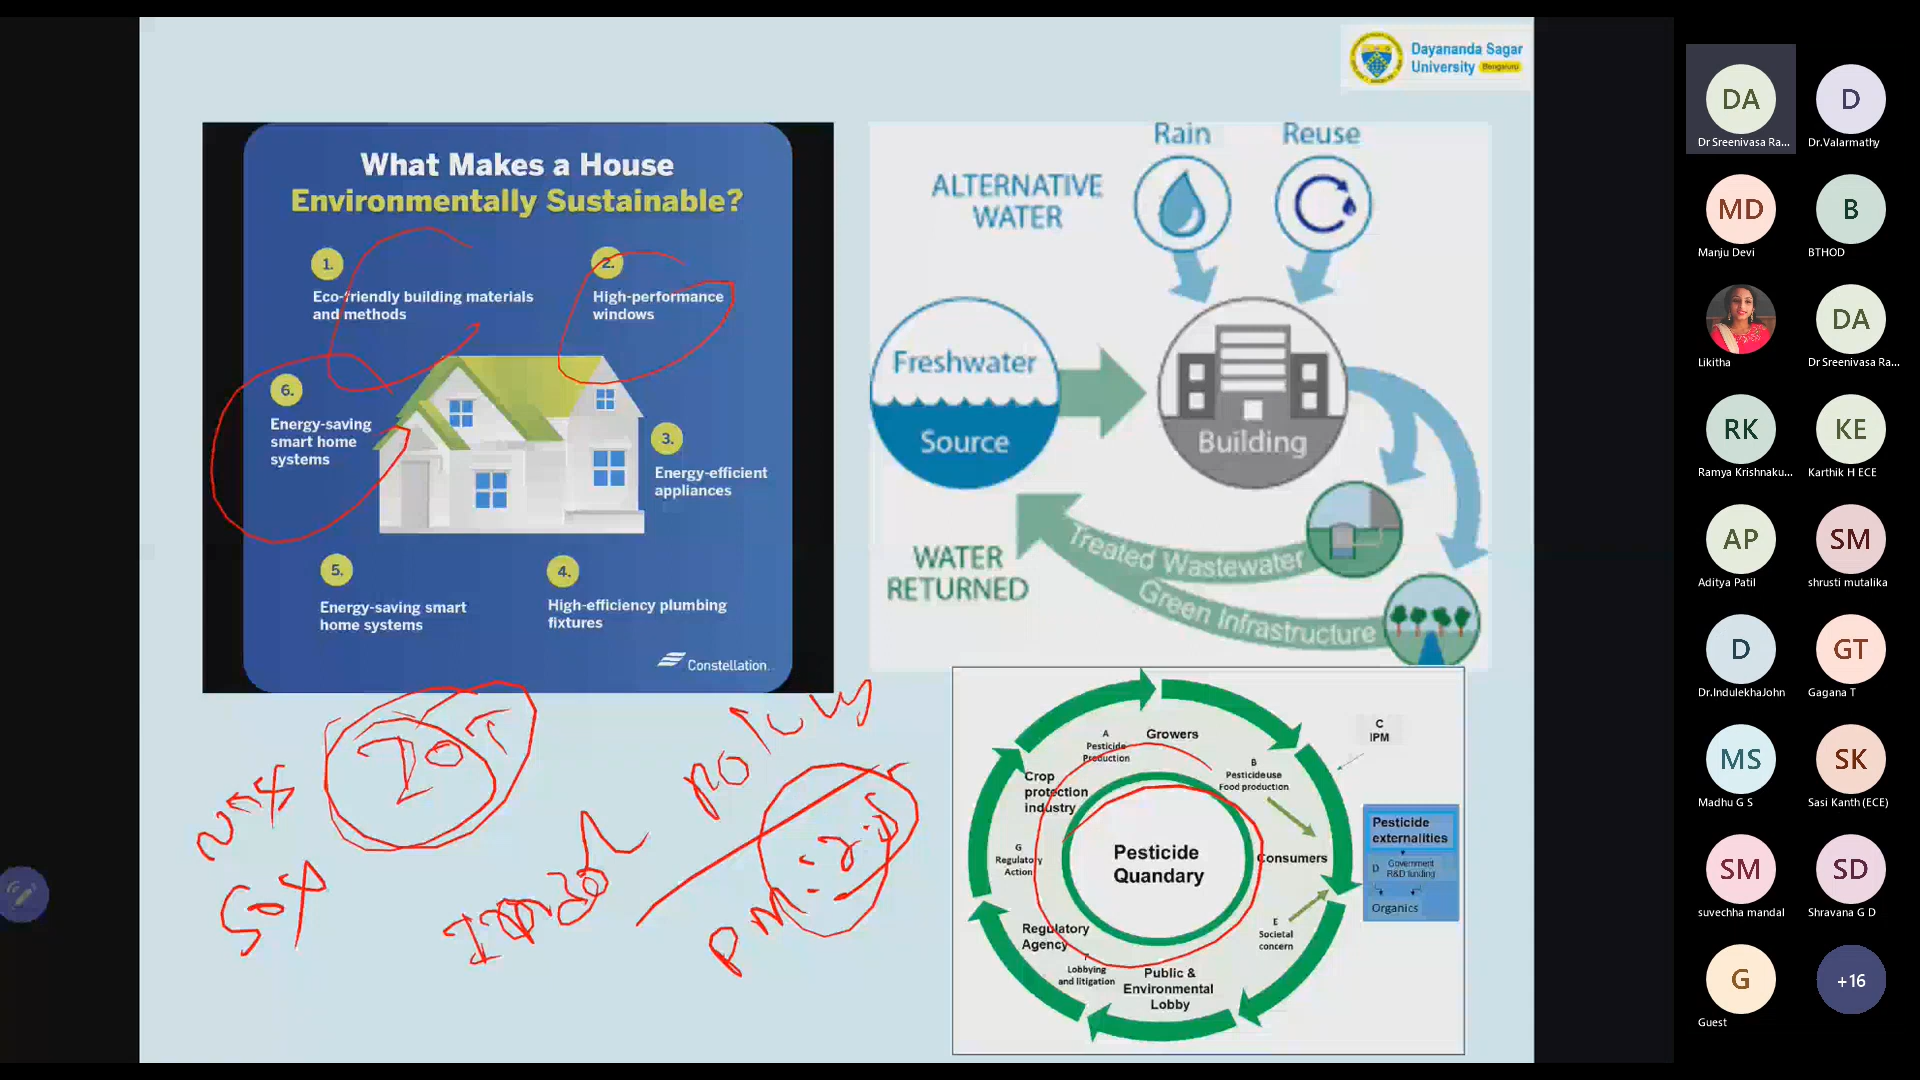 Dayananda Sagar
University Bengaluru
What Makes a House
Environmentally Sustainable?
1.
Eco-friendly building materials
and methods
2.
High-performance
windows
6.
Energy-saving
smart home
systems
3.
Energy-efficient
appliances
5.
Energy-saving smart
home systems
4.
High-efficiency plumbing
fixtures
Constellation
Rain
Reuse
ALTERNATIVE
WATER
Freshwater
Source
Building
WATER
RETURNED
Treated Wastewater
Green Infrastructure
policy
A
Pesticide
Production
Growers
C
IPM
B
Pesticideuse
Food production
Crop
protection
industry
Pesticide
Quandary
Consumers
Pesticide
externalities
D Government
R&D funding
Organics
G
Regulatory
Action
E
Societal
concern
Regulatory
Agency
F
Lobbying
and litigation
Public &
Environmental
Lobby
DA
Dr Sreenivasa Ra...
D
Dr.Valarmathy
MD
Manju Devi
B
BTHOD
Likitha
DA
Dr Sreenivasa Ra...
RK
Ramya Krishnaku...
KE
Karthik H ECE
AP
Aditya Patil
SM
shrusti mutalika
D
Dr.IndulekhaJohn
GT
Gagana T
MS
Madhu G S
SK
Sasi Kanth (ECE)
SM
suvechha mandal
SD
Shravana G D
G
Guest
+16